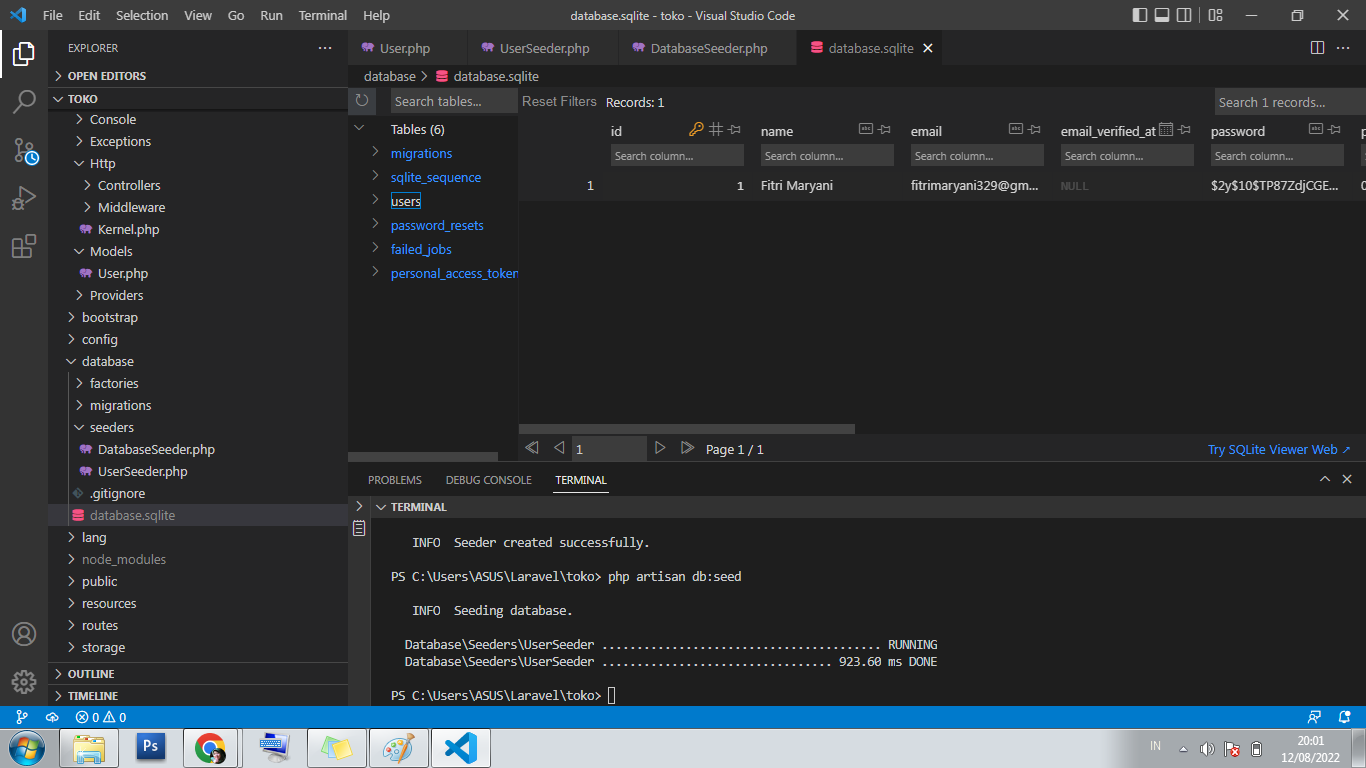 File Edit Selection View Go Run Terminal Help
database.sqlite - toko - Visual Studio Code
EXPLORER
OPEN EDITORS
TOKO
Console
Exceptions
Http
Controllers
Middleware
Kernel.php
Models
User.php
Providers
bootstrap
config
database
factories
migrations
seeders
DatabaseSeeder.php
UserSeeder.php
.gitignore
database.sqlite
lang
node_modules
public
resources
routes
storage
OUTLINE
TIMELINE
User.php UserSeeder.php DatabaseSeeder.php database.sqlite
database database.sqlite
Search tables...
Tables (6)
migrations
sqlite_sequence
users
password_resets
failed_jobs
personal_access_token
Reset Filters Records: 1 Search 1 records...
id name email email_verified_at password
Search column... Search column... Search column... Search column... Search column...
1 1 Fitri Maryani fitrimaryani329@gm... NULL $2y$10$TP87ZdjCGE...
1 Page 1 / 1 Try SQLite Viewer Web
PROBLEMS DEBUG CONSOLE TERMINAL
TERMINAL
INFO Seeder created successfully.
PS C:\Users\ASUS\Laravel\toko> php artisan db:seed
INFO Seeding database.
Database\Seeders\UserSeeder ........................................ RUNNING
Database\Seeders\UserSeeder ................................. 923.60 ms DONE
PS C:\Users\ASUS\Laravel\toko>
0 0
Ps
IN
20:01
12/08/2022